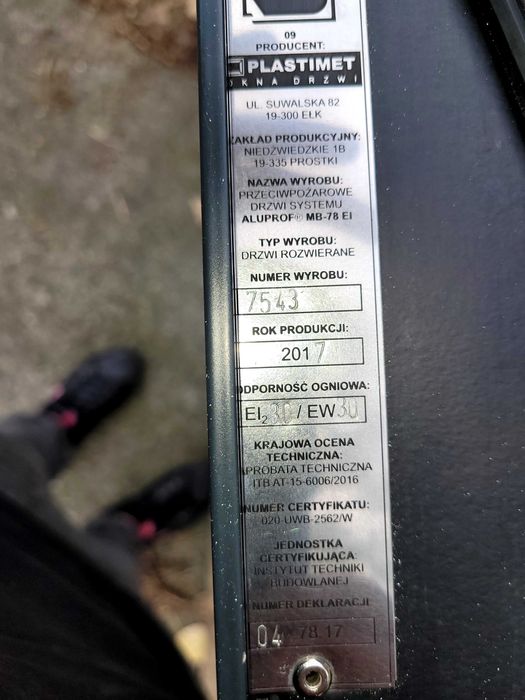 09
PRODUCENT:
PLASTIMET
OKNA DRZWI
UL. SUWALSKA 82
19-300 EŁK
ZAKŁAD PRODUKCYJNY:
NIEDŹWIEDZKIE 1B
19-335 PROSTKI
NAZWA WYROBU:
PRZECIWPOŻAROWE
DRZWI SYSTEMU
ALUPROF® MB-78 EI
TYP WYROBU:
DRZWI ROZWIERANE
NUMER WYROBU:
7543
ROK PRODUKCJI:
2017
ODPORNOŚĆ OGNIOWA:
EI₂30 / EW30
KRAJOWA OCENA
TECHNICZNA:
APROBATA TECHNICZNA
ITB AT-15-6006/2016
NUMER CERTYFIKATU:
020-UWB-2562/W
JEDNOSTKA
CERTYFIKUJĄCA:
INSTYTUT TECHNIKI
BUDOWLANEJ
NUMER DEKLARACJI
04 78.17